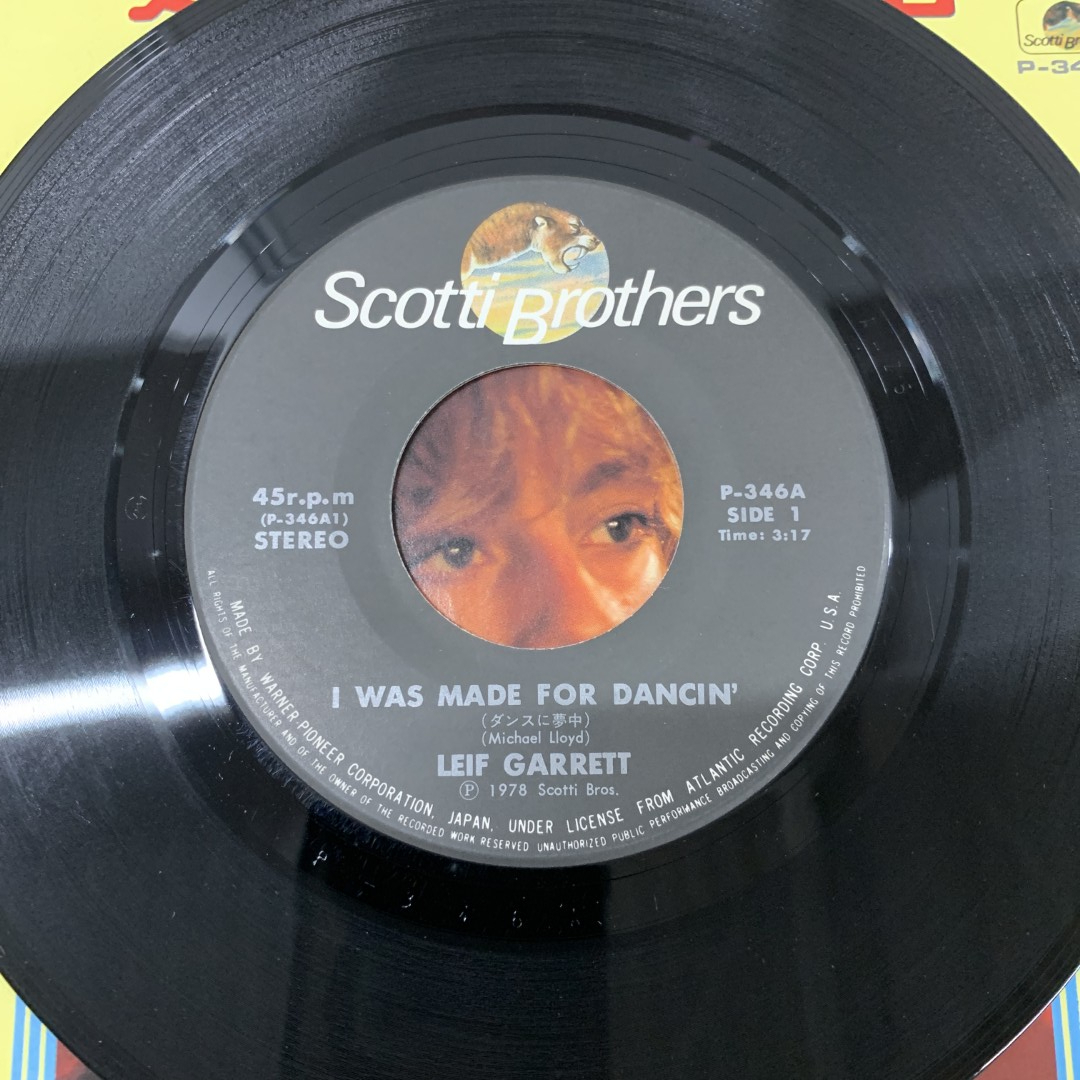 Scotti Br
P-34
Scotti Brothers
45r.p.m
(P-346A1)
STEREO
P-346A
SIDE 1
Time: 3:17
I WAS MADE FOR DANCIN'
(ダンスに夢中)
(Michael Lloyd)
LEIF GARRETT
Ⓟ 1978 Scotti Bros.
MADE BY WARNER-PIONEER CORPORATION, JAPAN, UNDER LICENSE FROM ATLANTIC RECORDING CORP. U.S.A.
ALL RIGHTS OF THE MANUFACTURER AND OF THE OWNER OF THE RECORDED WORK RESERVED UNAUTHORIZED PUBLIC PERFORMANCE BROADCASTING AND COPYING OF THIS RECORD PROHIBITED